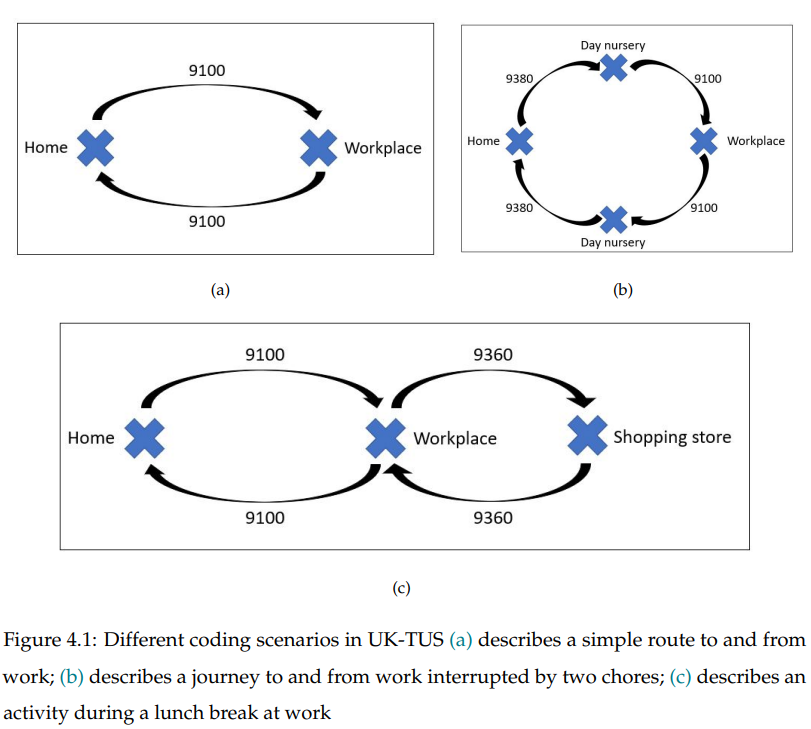 9100
Home
Workplace
9100
(a)
Day nursery
9380
9100
Home
Workplace
9380
9100
Day nursery
(b)
9100
9360
Home
Workplace
Shopping store
9100
9360
(c)
Figure 4.1: Different coding scenarios in UK-TUS (a) describes a simple route to and from
work; (b) describes a journey to and from work interrupted by two chores; (c) describes an
activity during a lunch break at work